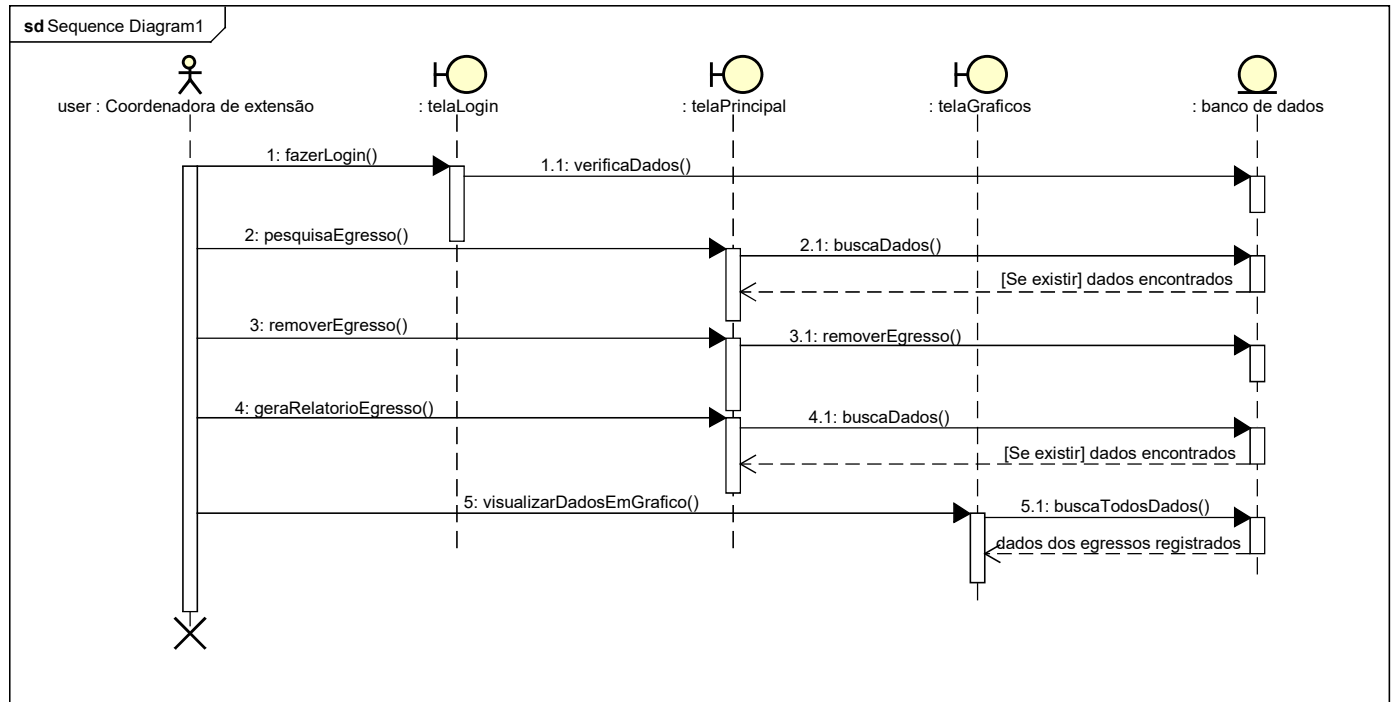 sd Sequence Diagram1
user : Coordenadora de extensão
: telaLogin
: telaPrincipal
: telaGraficos
: banco de dados
1: fazerLogin()
1.1: verificaDados()
2: pesquisaEgresso()
2.1: buscaDados()
[Se existir] dados encontrados
3: removerEgresso()
3.1: removerEgresso()
4: geraRelatorioEgresso()
4.1: buscaDados()
[Se existir] dados encontrados
5: visualizarDadosEmGrafico()
5.1: buscaTodosDados()
dados dos egressos registrados